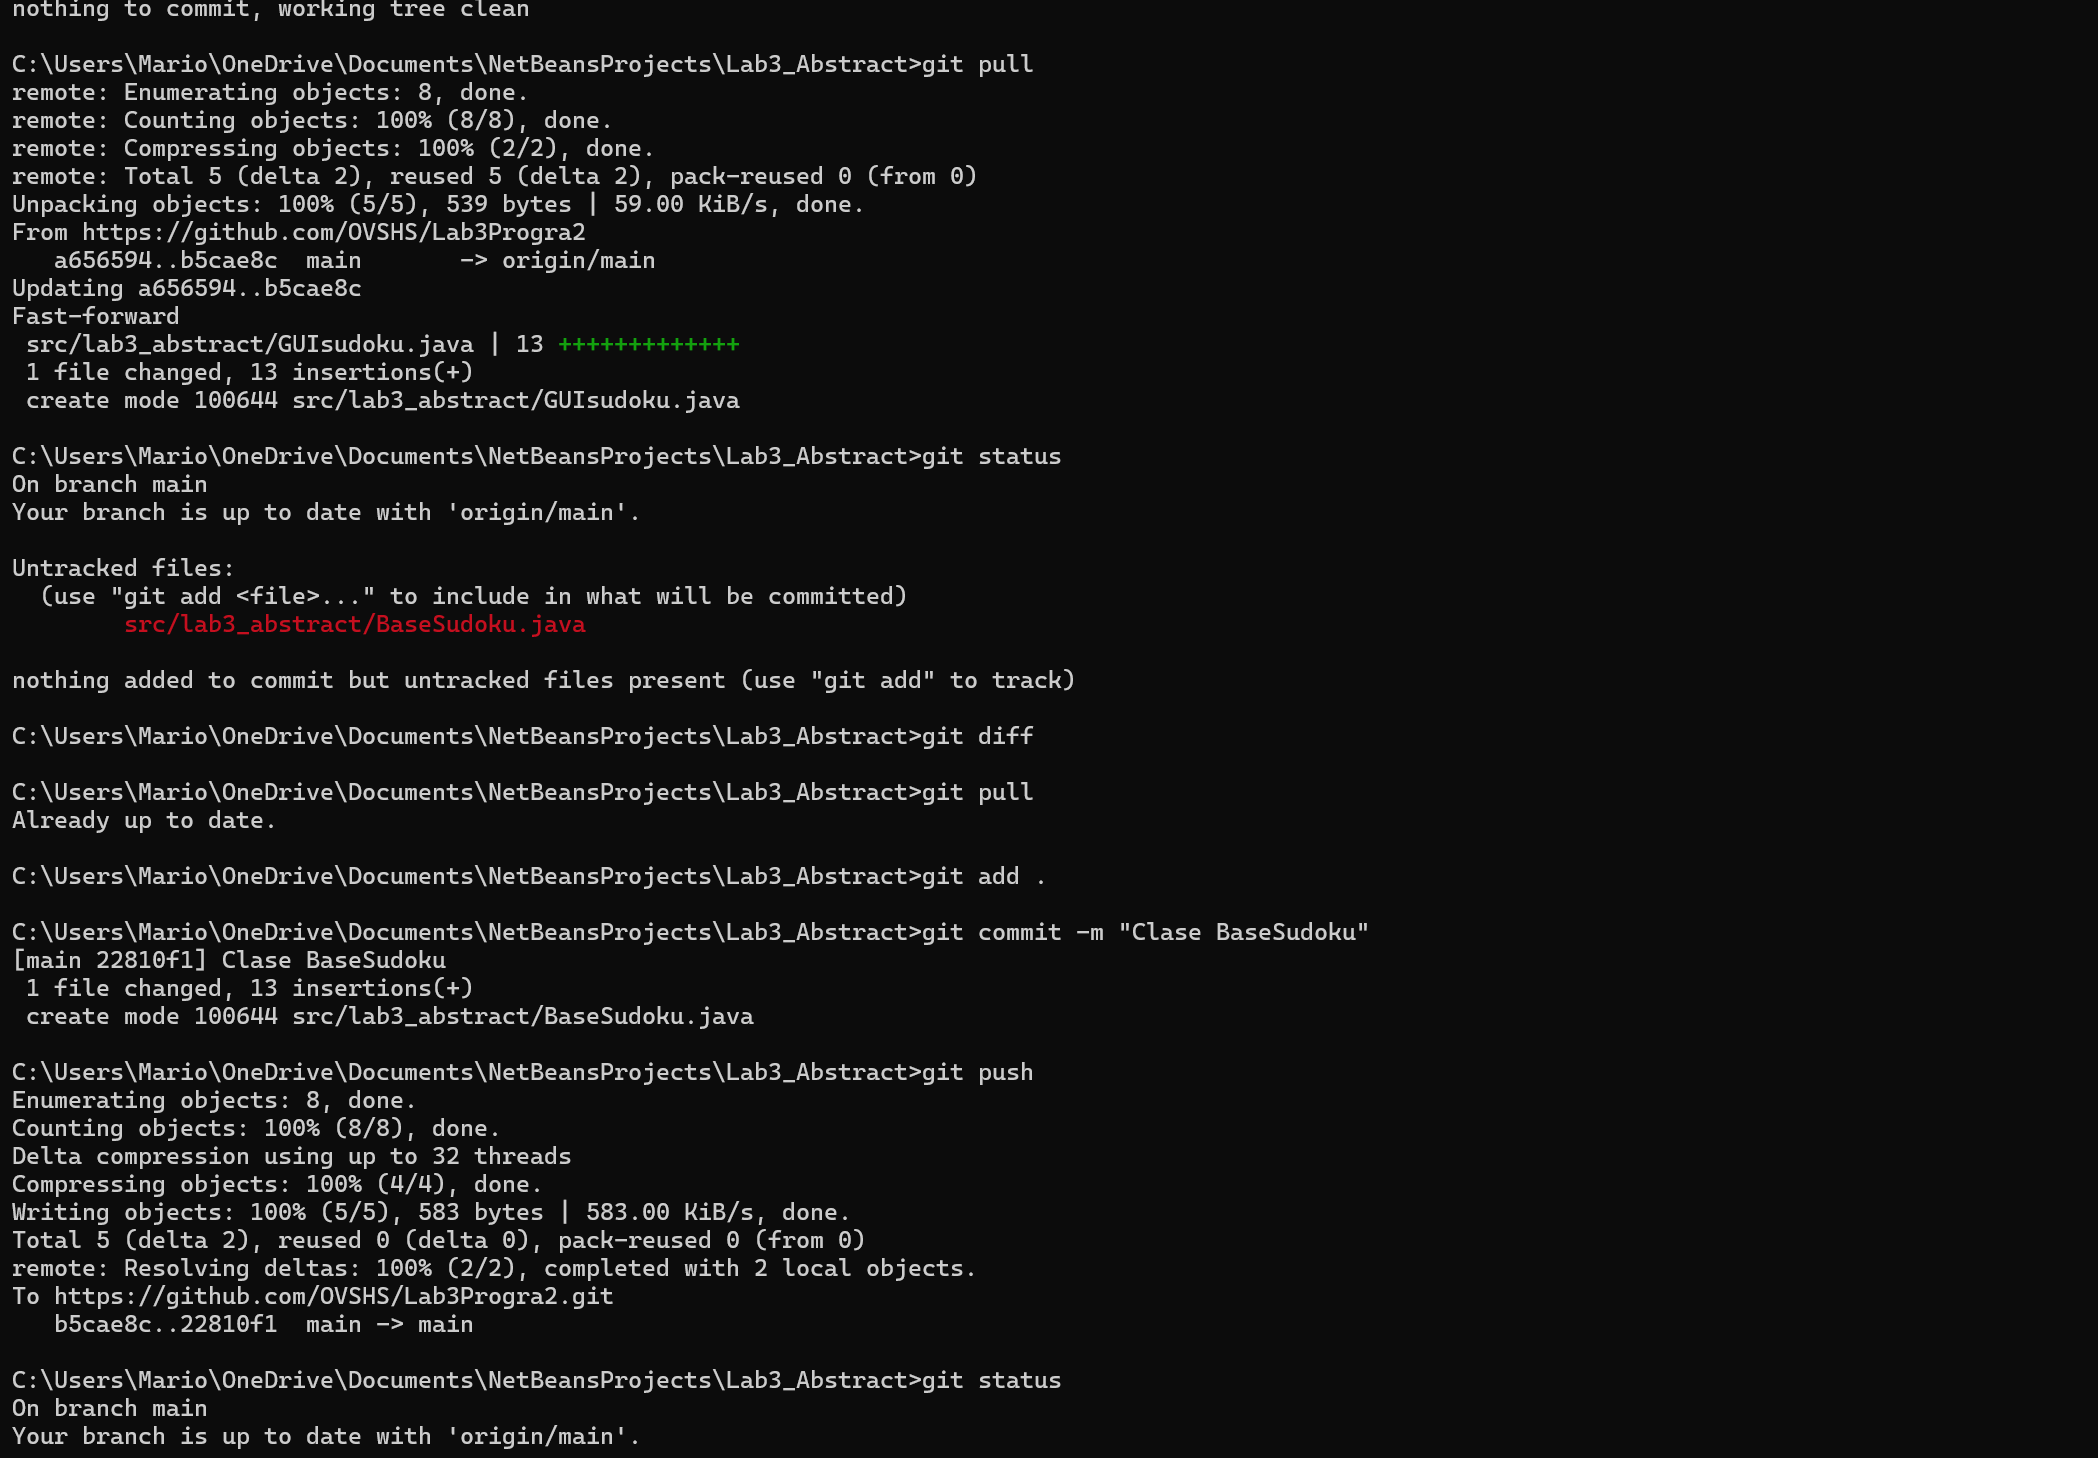 nothing to commit, working tree clean
C:\Users\Mario\OneDrive\Documents\NetBeansProjects\Lab3_Abstract>git pull
remote: Enumerating objects: 8, done.
remote: Counting objects: 100% (8/8), done.
remote: Compressing objects: 100% (2/2), done.
remote: Total 5 (delta 2), reused 5 (delta 2), pack-reused 0 (from 0)
Unpacking objects: 100% (5/5), 539 bytes | 59.00 KiB/s, done.
From https://github.com/OVSHS/Lab3Progra2
   a656594..b5cae8c  main       -> origin/main
Updating a656594..b5cae8c
Fast-forward
 src/lab3_abstract/GUIsudoku.java | 13 +++++++++++++
 1 file changed, 13 insertions(+)
 create mode 100644 src/lab3_abstract/GUIsudoku.java
C:\Users\Mario\OneDrive\Documents\NetBeansProjects\Lab3_Abstract>git status
On branch main
Your branch is up to date with 'origin/main'.
Untracked files:
  (use "git add <file>..." to include in what will be committed)
        src/lab3_abstract/BaseSudoku.java
nothing added to commit but untracked files present (use "git add" to track)
C:\Users\Mario\OneDrive\Documents\NetBeansProjects\Lab3_Abstract>git diff
C:\Users\Mario\OneDrive\Documents\NetBeansProjects\Lab3_Abstract>git pull
Already up to date.
C:\Users\Mario\OneDrive\Documents\NetBeansProjects\Lab3_Abstract>git add .
C:\Users\Mario\OneDrive\Documents\NetBeansProjects\Lab3_Abstract>git commit -m "Clase BaseSudoku"
[main 22810f1] Clase BaseSudoku
 1 file changed, 13 insertions(+)
 create mode 100644 src/lab3_abstract/BaseSudoku.java
C:\Users\Mario\OneDrive\Documents\NetBeansProjects\Lab3_Abstract>git push
Enumerating objects: 8, done.
Counting objects: 100% (8/8), done.
Delta compression using up to 32 threads
Compressing objects: 100% (4/4), done.
Writing objects: 100% (5/5), 583 bytes | 583.00 KiB/s, done.
Total 5 (delta 2), reused 0 (delta 0), pack-reused 0 (from 0)
remote: Resolving deltas: 100% (2/2), completed with 2 local objects.
To https://github.com/OVSHS/Lab3Progra2.git
   b5cae8c..22810f1  main -> main
C:\Users\Mario\OneDrive\Documents\NetBeansProjects\Lab3_Abstract>git status
On branch main
Your branch is up to date with 'origin/main'.